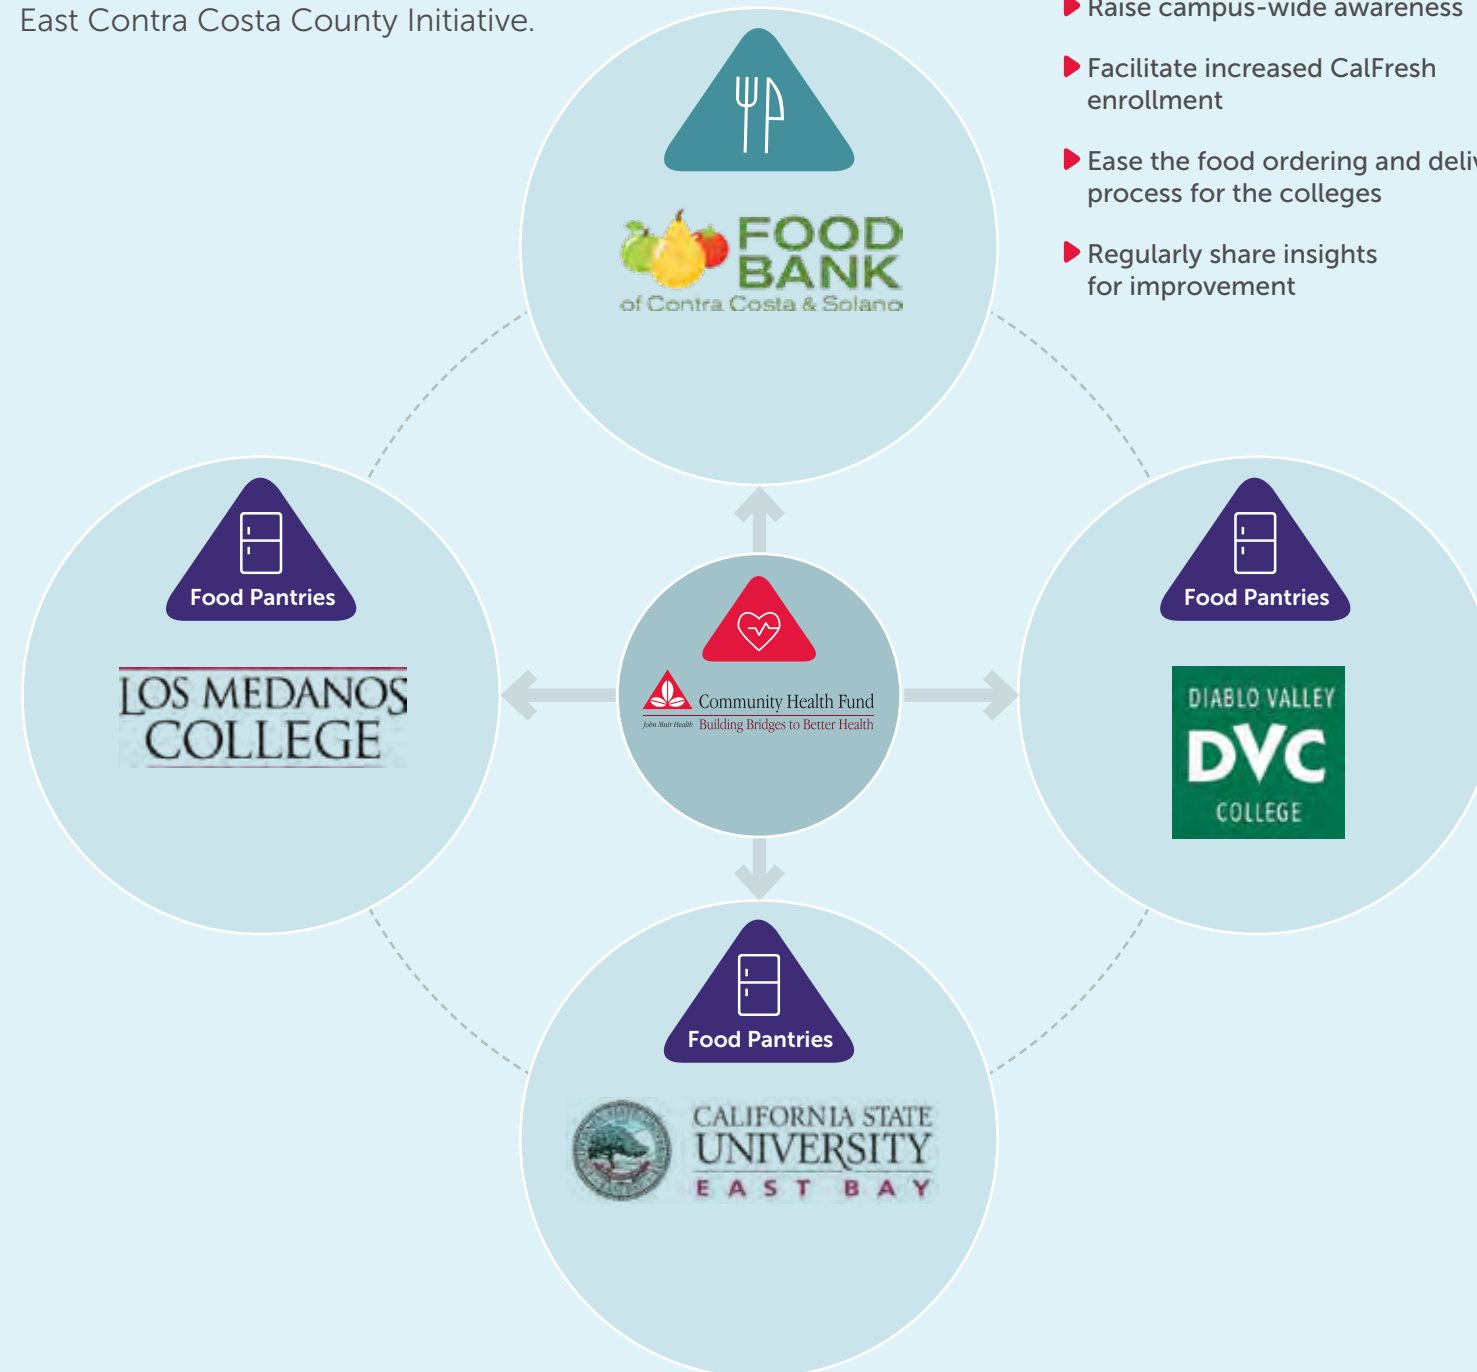 East Contra Costa County Initiative.
Raise campus-wide awareness
Facilitate increased CalFresh
enrollment
Ease the food ordering and
process for the colleges
Regularly share insights
for improvement
FOOD
BANK
of Contra Costa & Solano
Food Pantries
LOS MEDANOS
COLLEGE
Community Health Fund
John Muir Health Building Bridges to Better Health
Food Pantries
DIABLO VALLEY
DVC
COLLEGE
Food Pantries
CALIFORNIA STATE
UNIVERSITY
EAST BAY